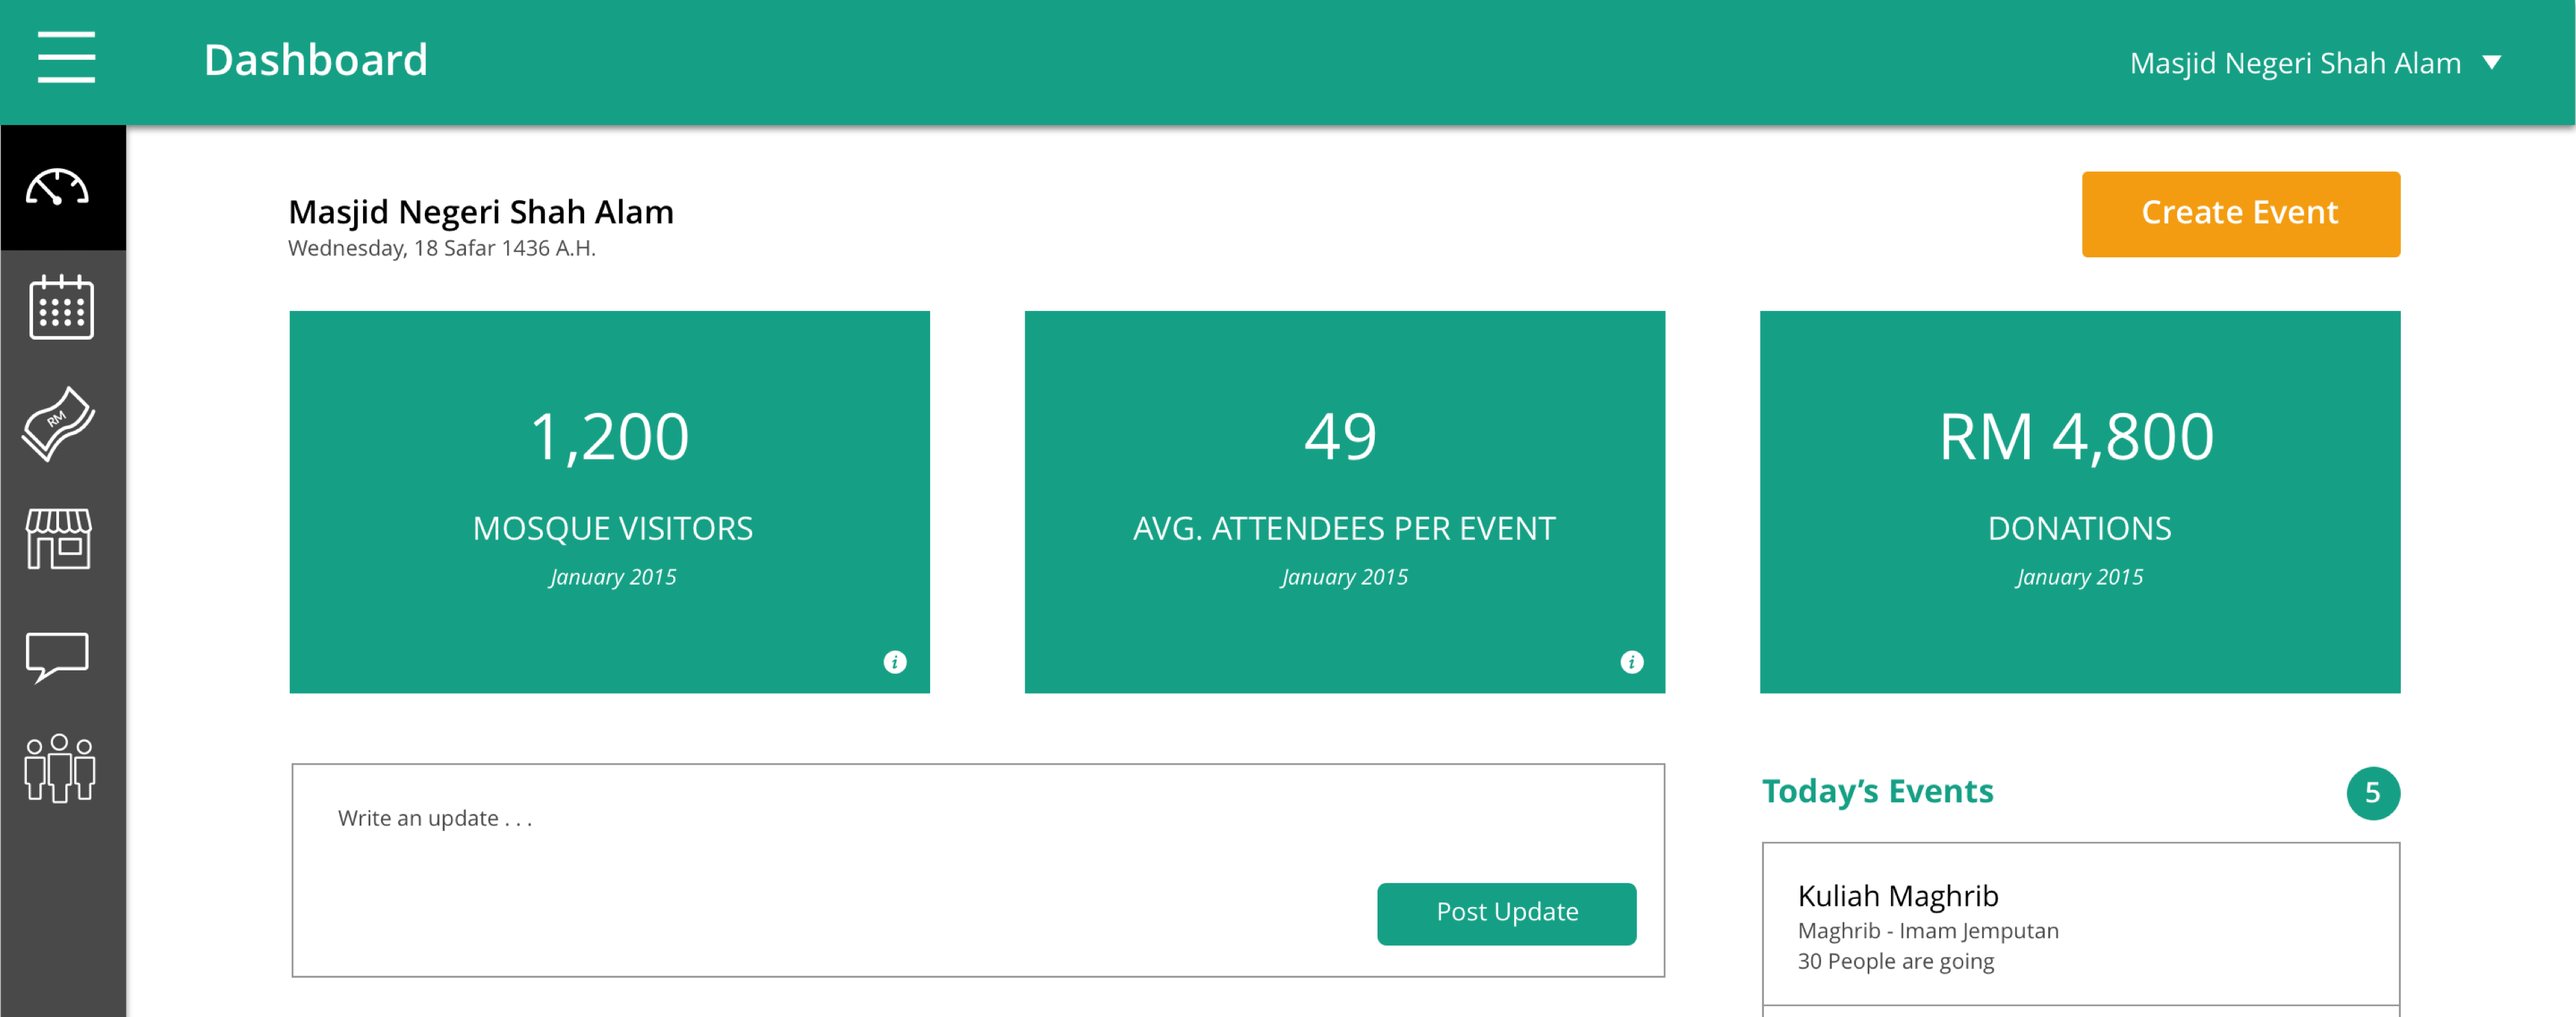 Dashboard
Masjid Negeri Shah Alam
Masjid Negeri Shah Alam
Wednesday, 18 Safar 1436 A.H.
Create Event
RM
1,200
MOSQUE VISITORS
January 2015
i
49
AVG. ATTENDEES PER EVENT
January 2015
i
RM 4,800
DONATIONS
January 2015
Write an update . . .
Post Update
Today’s Events
5
Kuliah Maghrib
Maghrib - Imam Jemputan
30 People are going